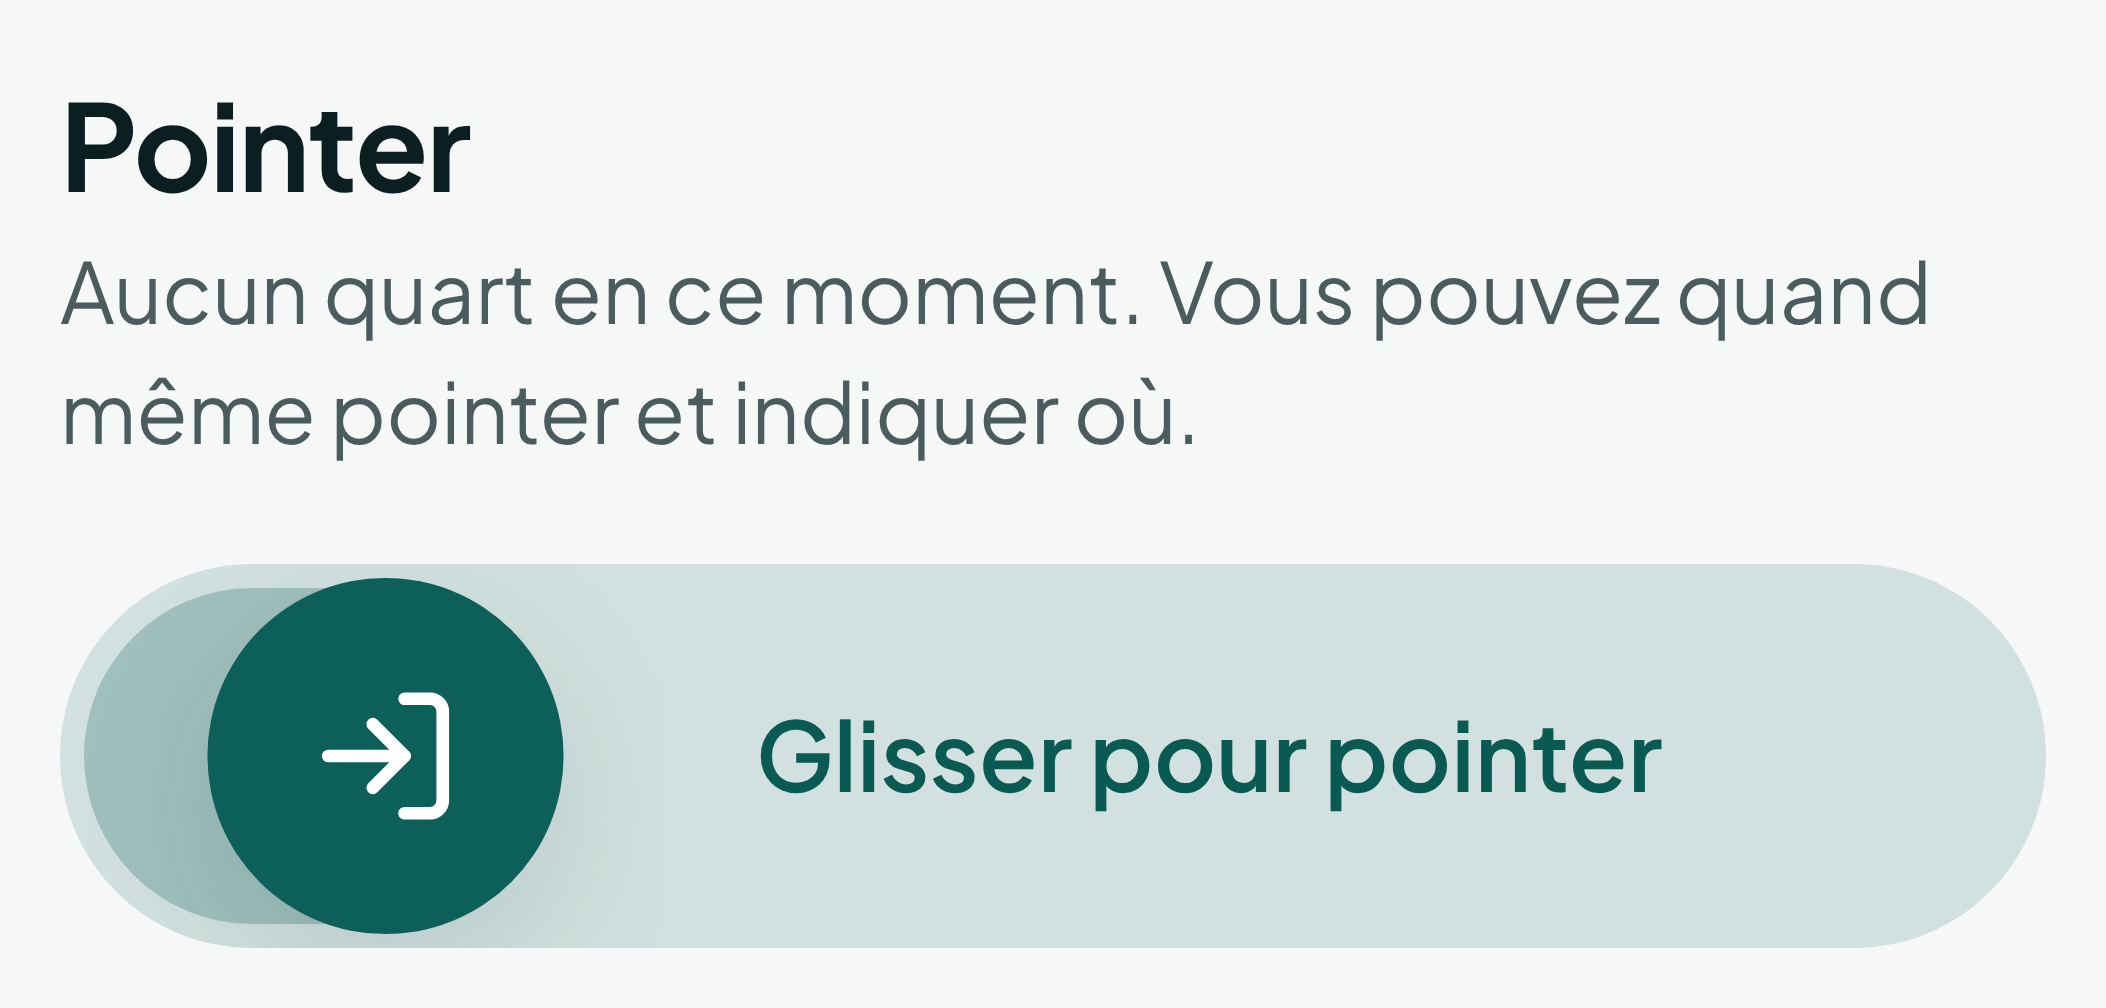 Pointer
Aucun quart en ce moment. Vous pouvez quand
même pointer et indiquer où.
Glisser pour pointer